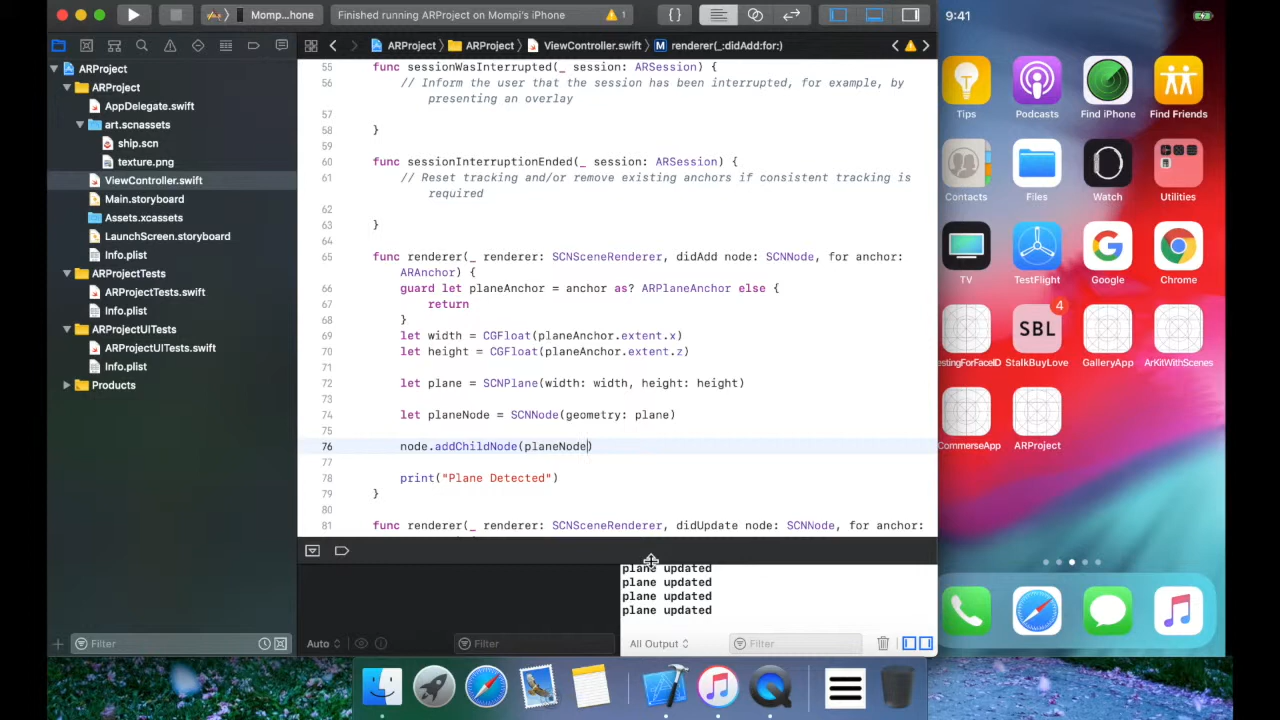 Momp...hone
Finished running ARProject on Mompi's iPhone
1
ARProject
ARProject
ViewController.swift
M
renderer(_:didAdd:for:)
ARProject
ARProject
AppDelegate.swift
art.scnassets
ship.scn
texture.png
ViewController.swift
Main.storyboard
Assets.xcassets
LaunchScreen.storyboard
Info.plist
ARProjectTests
ARProjectTests.swift
Info.plist
ARProjectUITests
ARProjectUITests.swift
Info.plist
Products
Filter
55 func sessionWasInterrupted(_ session: ARSession) {
56 // Inform the user that the session has been interrupted, for example, by
presenting an overlay
57
58 }
59
60 func sessionInterruptionEnded(_ session: ARSession) {
61 // Reset tracking and/or remove existing anchors if consistent tracking is
required
62
63 }
64
65 func renderer(_ renderer: SCNSceneRenderer, didAdd node: SCNNode, for anchor:
ARAnchor) {
66 guard let planeAnchor = anchor as? ARPlaneAnchor else {
67 return
68 }
69 let width = CGFloat(planeAnchor.extent.x)
70 let height = CGFloat(planeAnchor.extent.z)
71
72 let plane = SCNPlane(width: width, height: height)
73
74 let planeNode = SCNNode(geometry: plane)
75
76 node.addChildNode(planeNode)
77
78 print("Plane Detected")
79 }
80
81 func renderer(_ renderer: SCNSceneRenderer, didUpdate node: SCNNode, for anchor:
plane updated
plane updated
plane updated
plane updated
Auto
Filter
All Output
Filter
9:41
Tips
Podcasts
Find iPhone
Find Friends
Contacts
Files
Watch
Utilities
TV
TestFlight
Google
Chrome
4
SBL
estingForFaceID
StalkBuyLove
GalleryApp
ArKitWithScenes
CommerseApp
ARProject